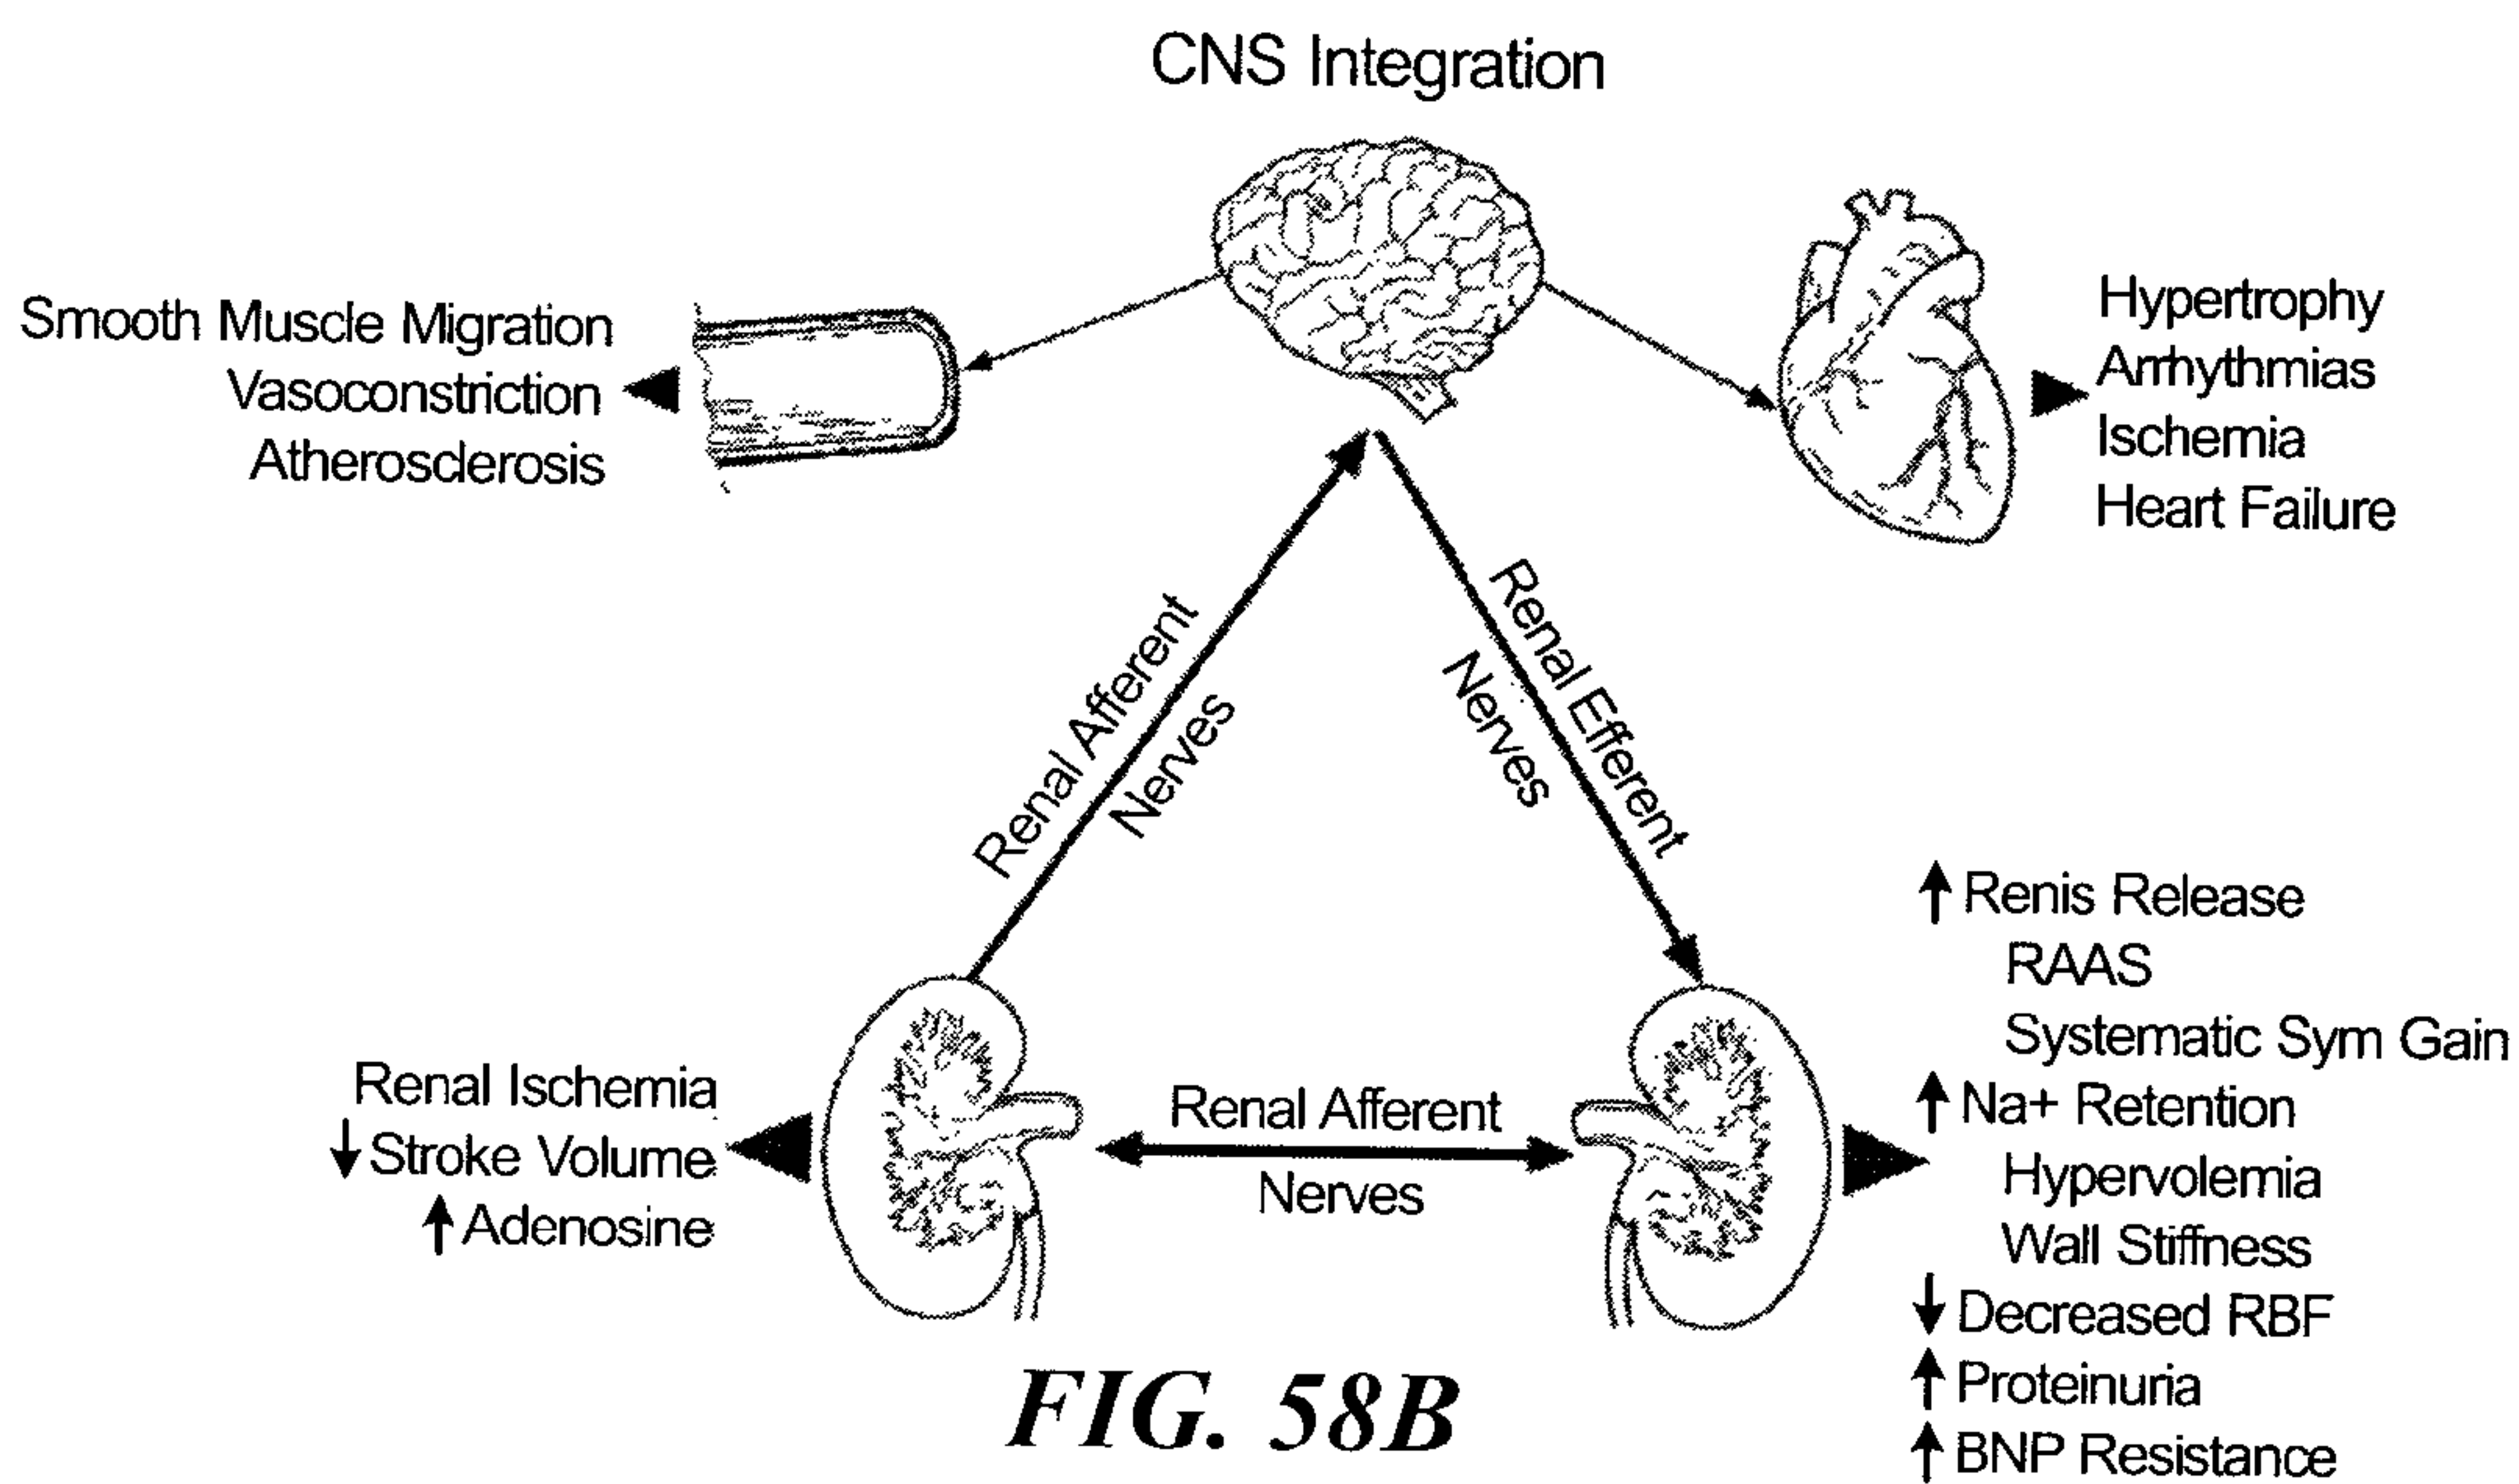 CNS Integration
Smooth Muscle Migration
Vasoconstriction
Atherosclerosis
Hypertrophy
Arrhythmias
Ischemia
Heart Failure
Renal Afferent
Nerves
Renal Efferent
Nerves
Renal Ischemia
↓ Stroke Volume
↑ Adenosine
Renal Afferent
Nerves
↑ Renis Release
RAAS
Systematic Sym Gain
↑ Na+ Retention
Hypervolemia
Wall Stiffness
↓ Decreased RBF
↑ Proteinuria
↑ BNP Resistance
FIG. 58B